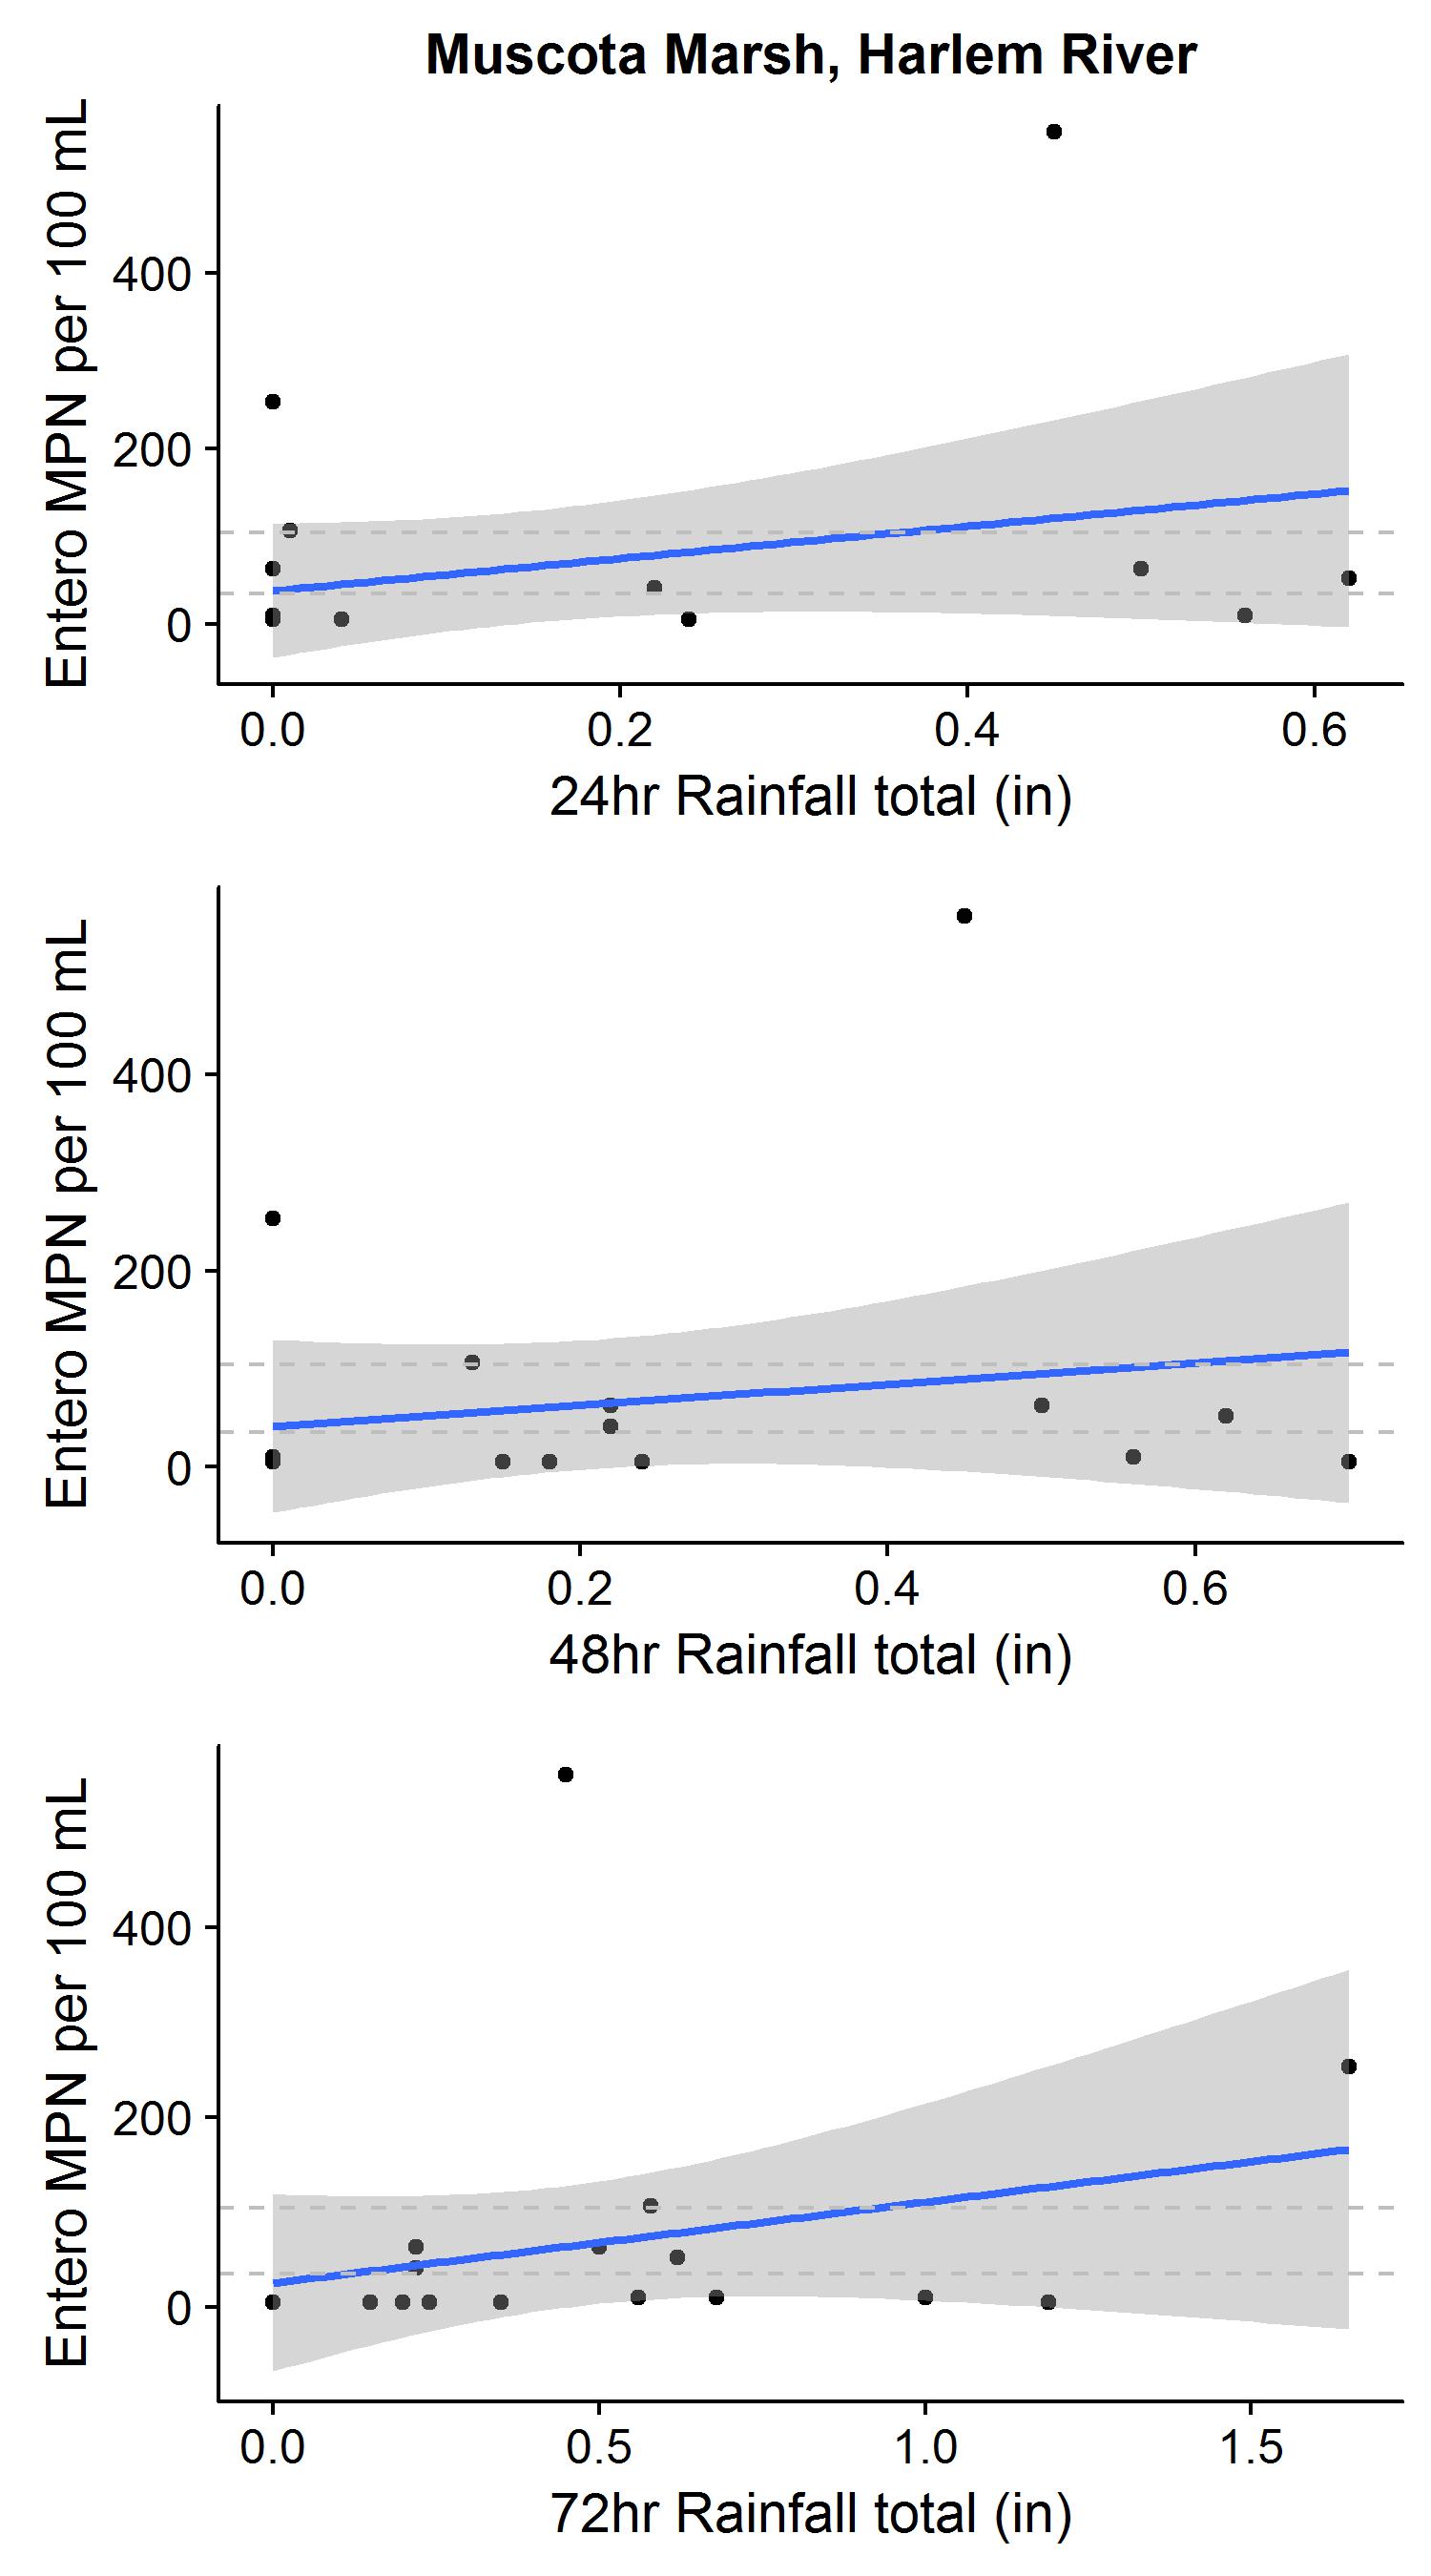 Muscota Marsh, Harlem River
Entero MPN per 100 mL
400
200
0
0.0 0.2 0.4 0.6
24hr Rainfall total (in)
Entero MPN per 100 mL
400
200
0
0.0 0.2 0.4 0.6
48hr Rainfall total (in)
Entero MPN per 100 mL
400
200
0
0.0 0.5 1.0 1.5
72hr Rainfall total (in)